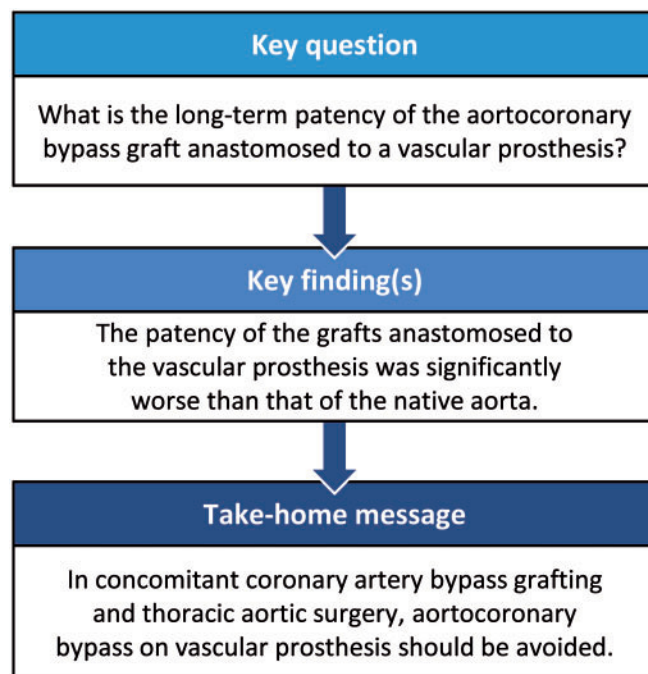 Key question
What is the long-term patency of the aortocoronary
bypass graft anastomosed to a vascular prosthesis?
Key finding(s)
The patency of the grafts anastomosed to
the vascular prosthesis was significantly
worse than that of the native aorta.
Take-home message
In concomitant coronary artery bypass grafting
and thoracic aortic surgery, aortocoronary
bypass on vascular prosthesis should be avoided.